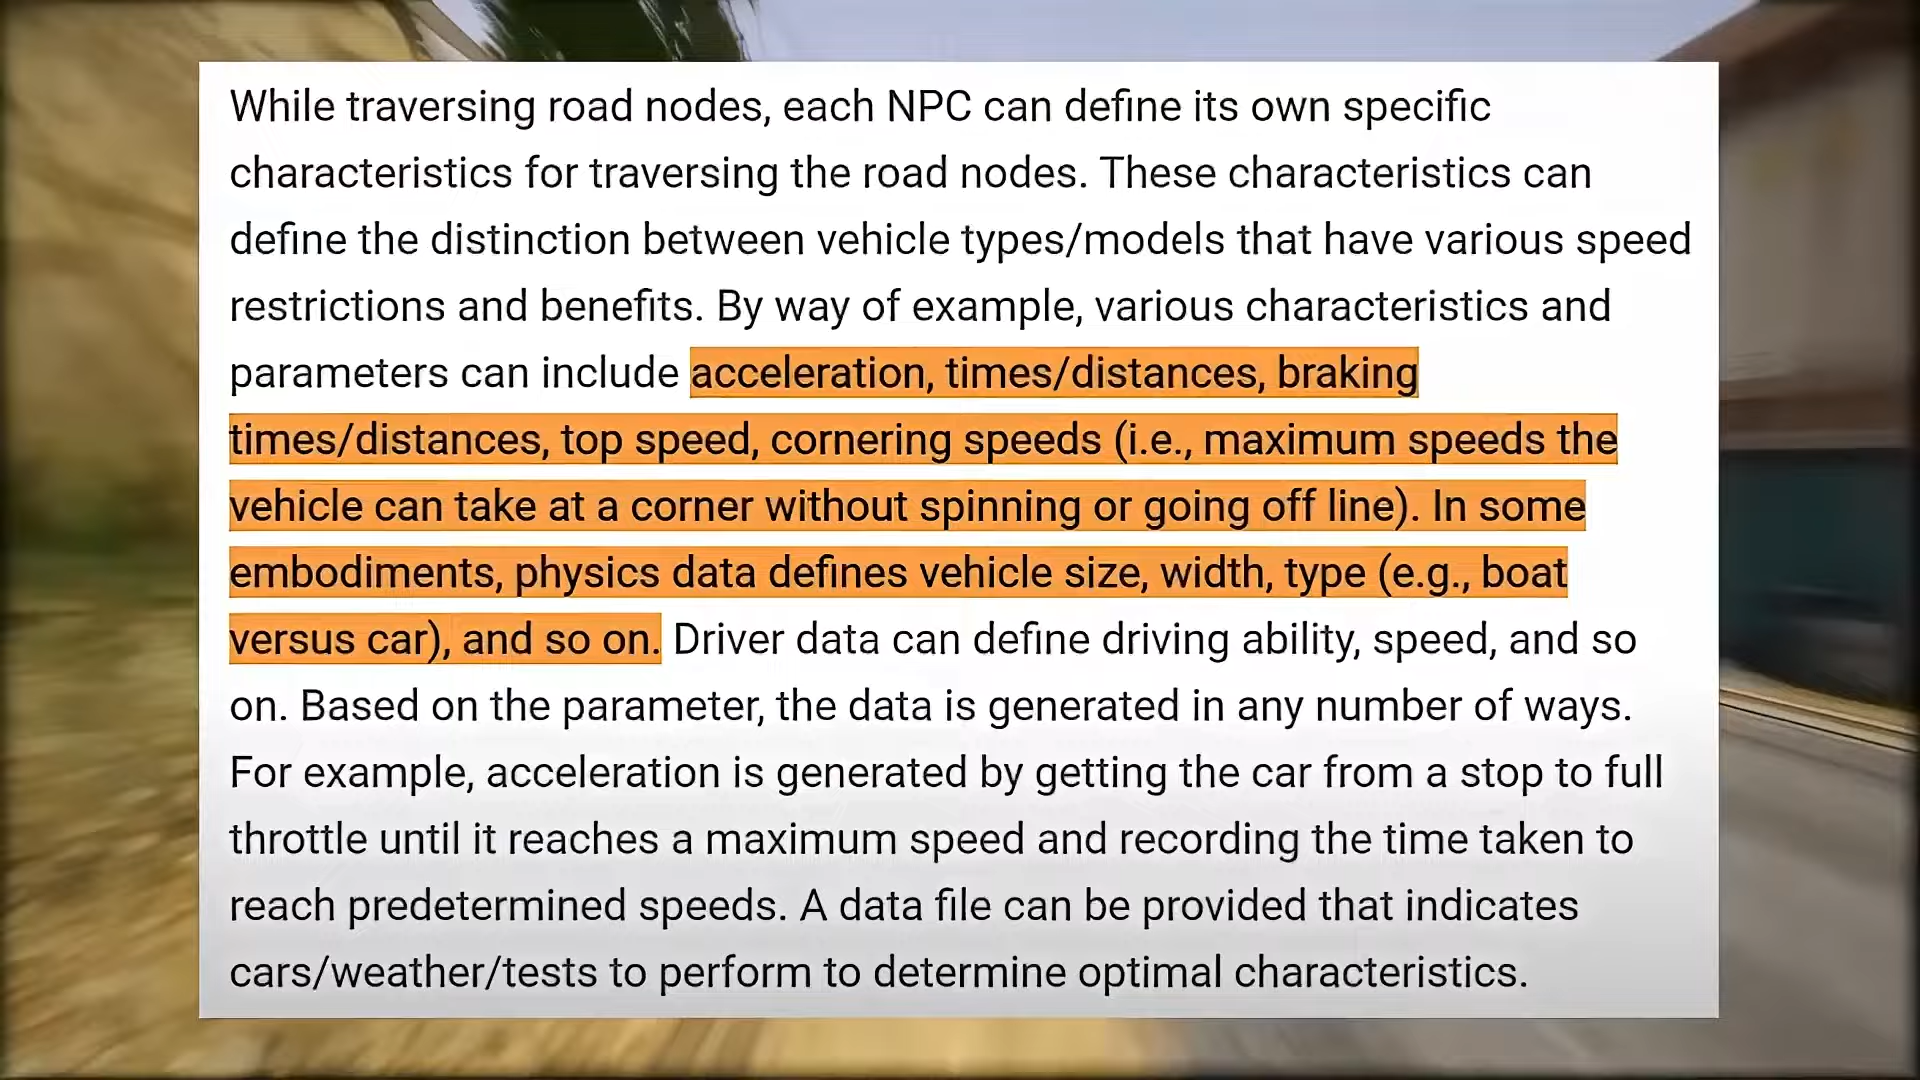 While traversing road nodes, each NPC can define its own specific
characteristics for traversing the road nodes. These characteristics can
define the distinction between vehicle types/models that have various speed
restrictions and benefits. By way of example, various characteristics and
parameters can include acceleration, times/distances, braking
times/distances, top speed, cornering speeds (i.e., maximum speeds the
vehicle can take at a corner without spinning or going off line). In some
embodiments, physics data defines vehicle size, width, type (e.g., boat
versus car), and so on. Driver data can define driving ability, speed, and so
on. Based on the parameter, the data is generated in any number of ways.
For example, acceleration is generated by getting the car from a stop to full
throttle until it reaches a maximum speed and recording the time taken to
reach predetermined speeds. A data file can be provided that indicates
cars/weather/tests to perform to determine optimal characteristics.